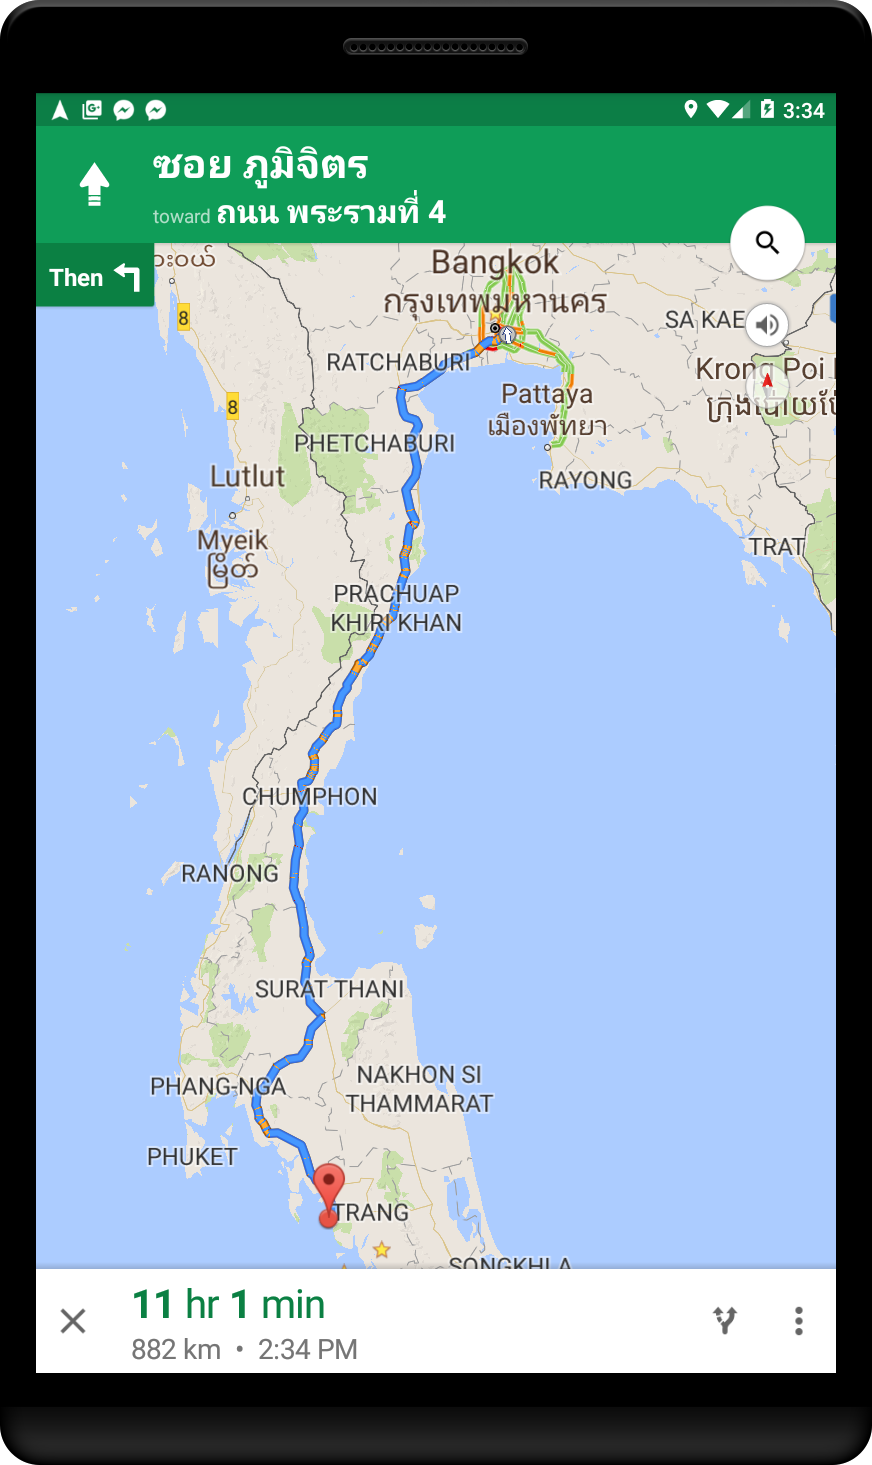 3:34
ซอย ภูมิจิตร
toward ถนน พระรามที่ 4
Then
Bangkok
กรุงเทพมหานคร
8
SA KAE
RATCHABURI
Krong Poi
Pattaya
เมืองพัทยา
8
PHETCHABURI
Lutlut
RAYONG
Myeik
မြိတ်
TRAT
PRACHUAP
KHIRI KHAN
CHUMPHON
RANONG
SURAT THANI
PHANG-NGA
NAKHON SI
THAMMARAT
PHUKET
TRANG
SONGKHLA
11 hr 1 min
882 km • 2:34 PM